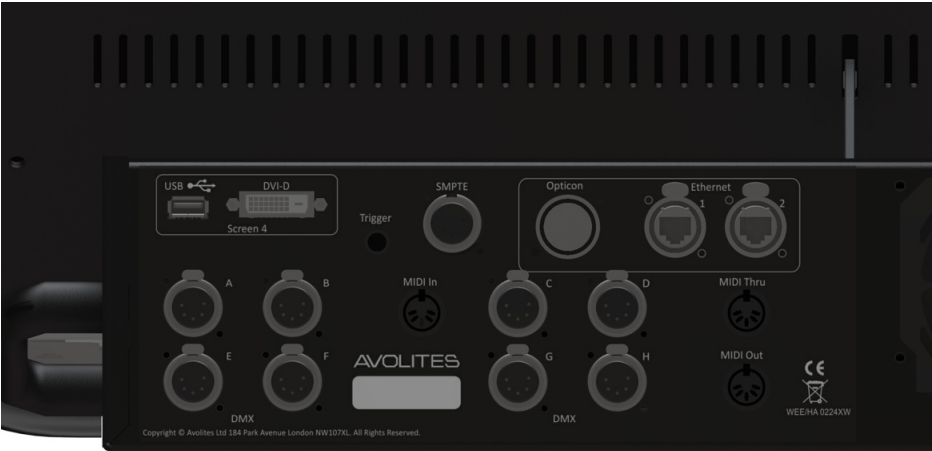 USB
DVI-D
Screen 4
Trigger
SMPTE
Opticon
Ethernet
1
2
A
B
MIDI In
C
D
MIDI Thru
E
F
AVOLITES
G
H
MIDI Out
DMX
DMX
CE
WEE/HA 0224XW
Copyright © Avolites Ltd 184 Park Avenue London NW107XL. All Rights Reserved.